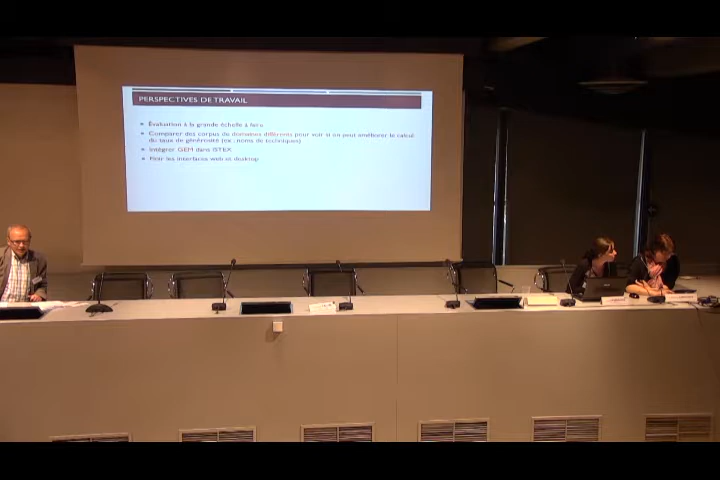 PERSPECTIVES DE TRAVAIL
Évaluation à la grande échelle à faire
Comparer des corpus de domaines différents pour voir si on peut améliorer le calcul
du taux de généricité (ex : noms de techniques)
Intégrer GEM dans ISTEX
Finir les interfaces web et desktop